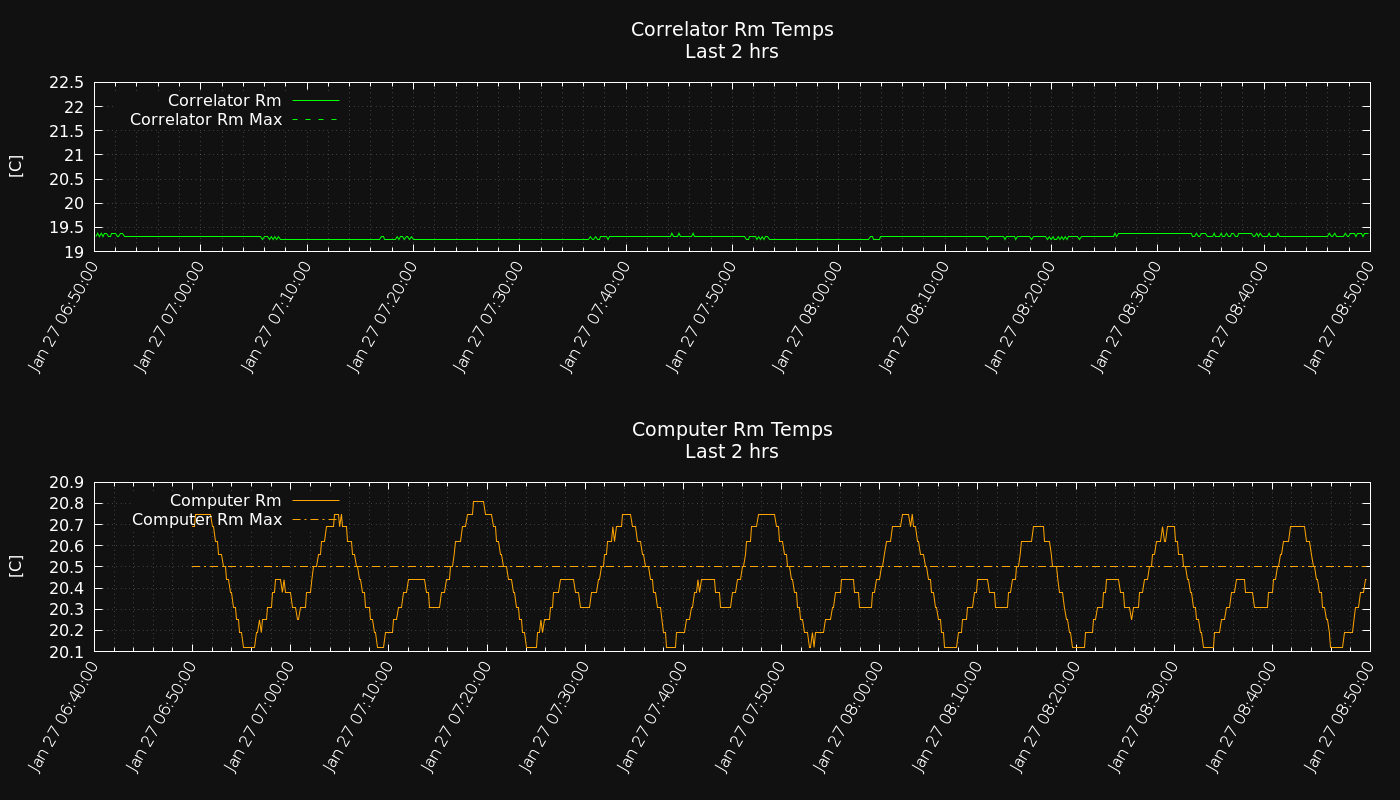 Correlator Rm Temps
Last 2 hrs
[C]
22.5
22
21.5
21
20.5
20
19.5
19
Correlator Rm
Correlator Rm Max
Jan 27 06:50:00
Jan 27 07:00:00
Jan 27 07:10:00
Jan 27 07:20:00
Jan 27 07:30:00
Jan 27 07:40:00
Jan 27 07:50:00
Jan 27 08:00:00
Jan 27 08:10:00
Jan 27 08:20:00
Jan 27 08:30:00
Jan 27 08:40:00
Jan 27 08:50:00
Computer Rm Temps
Last 2 hrs
[C]
20.9
20.8
20.7
20.6
20.5
20.4
20.3
20.2
20.1
Computer Rm
Computer Rm Max
Jan 27 06:40:00
Jan 27 06:50:00
Jan 27 07:00:00
Jan 27 07:10:00
Jan 27 07:20:00
Jan 27 07:30:00
Jan 27 07:40:00
Jan 27 07:50:00
Jan 27 08:00:00
Jan 27 08:10:00
Jan 27 08:20:00
Jan 27 08:30:00
Jan 27 08:40:00
Jan 27 08:50:00